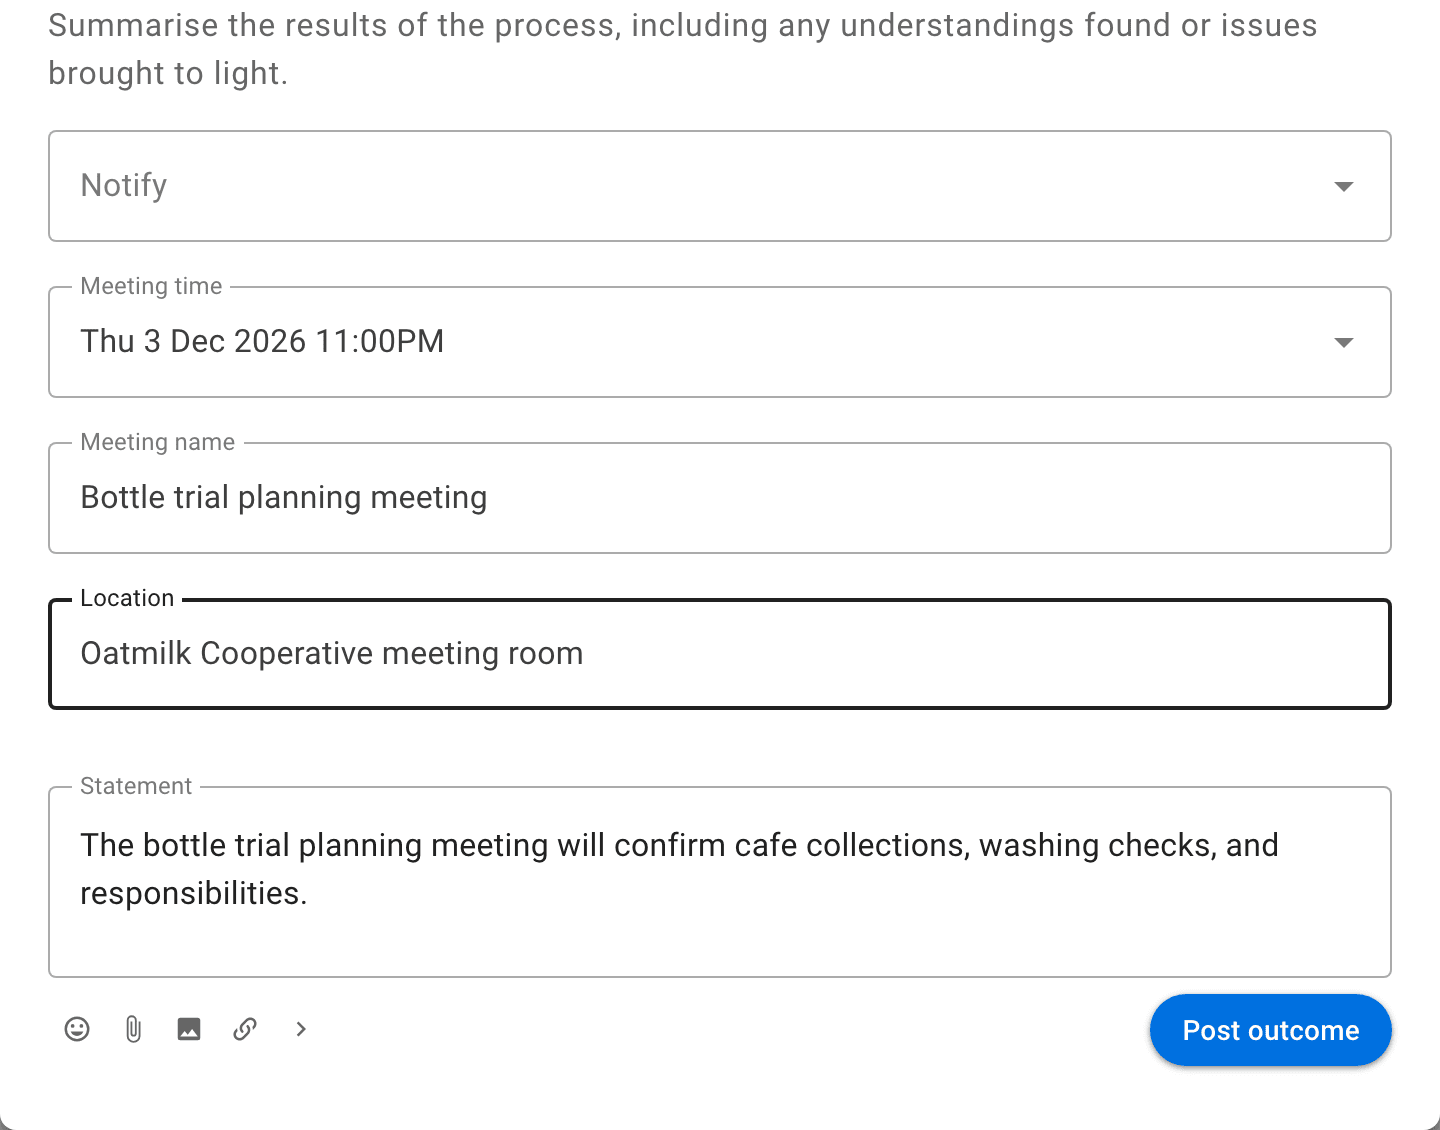 Summarise the results of the process, including any understandings found or issues
brought to light.
Notify
Meeting time
Thu 3 Dec 2026 11:00PM
Meeting name
Bottle trial planning meeting
Location
Oatmilk Cooperative meeting room
Statement
The bottle trial planning meeting will confirm cafe collections, washing checks, and
responsibilities.
Post outcome